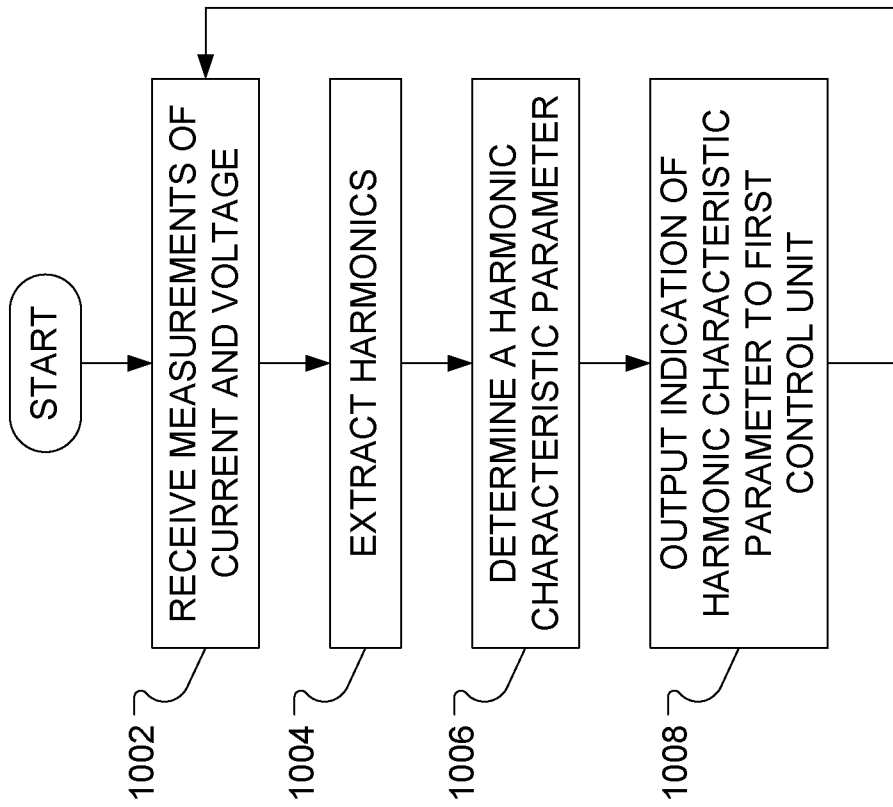 START
1002
RECEIVE MEASUREMENTS OF
CURRENT AND VOLTAGE
1004
EXTRACT HARMONICS
1006
DETERMINE A HARMONIC
CHARACTERISTIC PARAMETER
1008
OUTPUT INDICATION OF
HARMONIC CHARACTERISTIC
PARAMETER TO FIRST
CONTROL UNIT